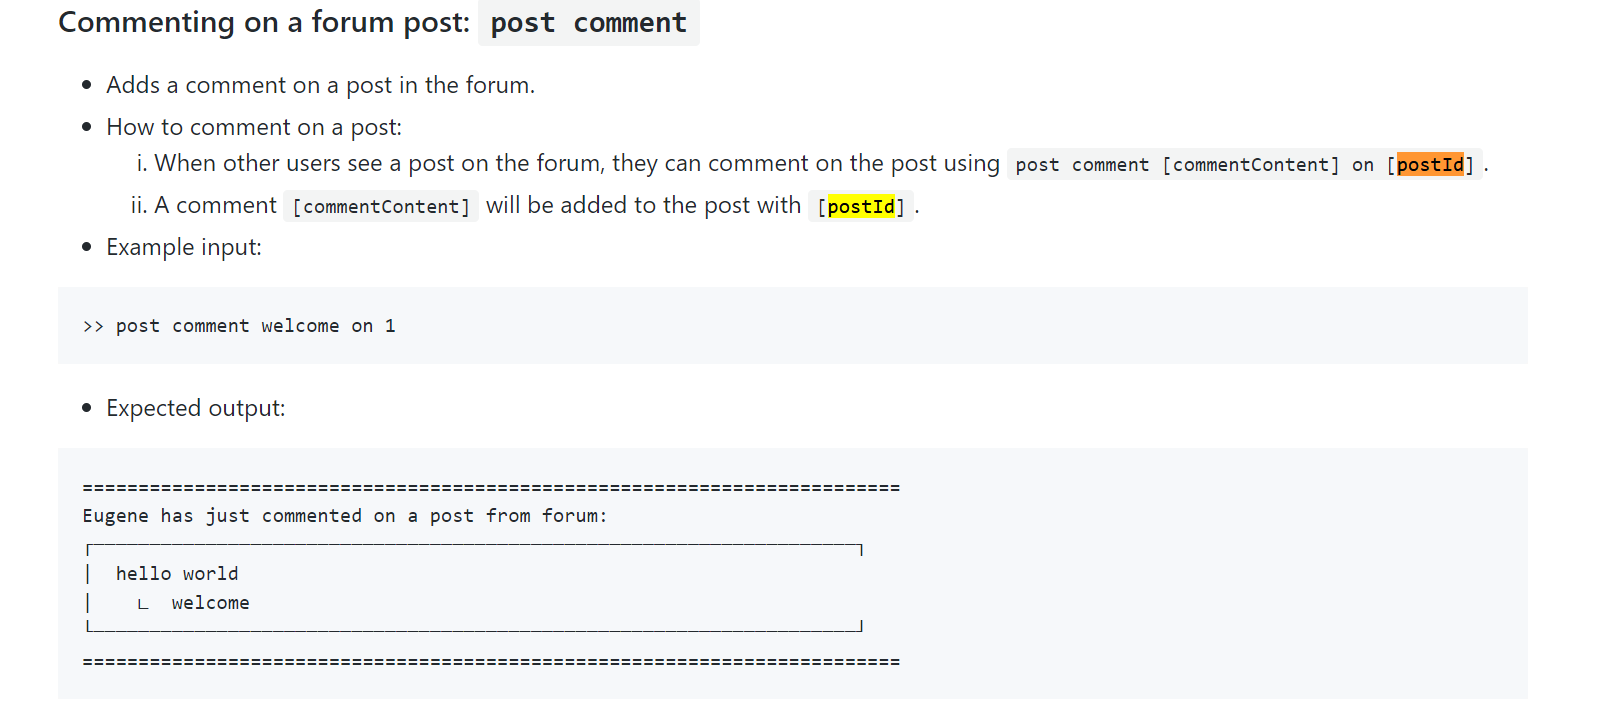 Commenting on a forum post: post comment
• Adds a comment on a post in the forum.
• How to comment on a post:
i. When other users see a post on the forum, they can comment on the post using post comment [commentContent] on [postId] .
ii. A comment [commentContent] will be added to the post with [postId] .
• Example input:
>> post comment welcome on 1
• Expected output:
=========================================================================
Eugene has just commented on a post from forum:
┌────────────────────────────────────────────────────────────────────┐
│  hello world
│    ∟  welcome
└────────────────────────────────────────────────────────────────────┘
=========================================================================